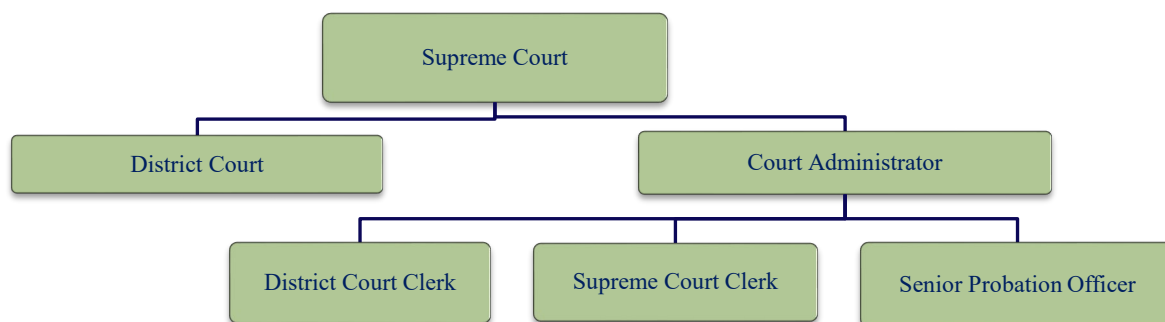 Supreme Court
District Court
Court Administrator
District Court Clerk
Supreme Court Clerk
Senior Probation Officer